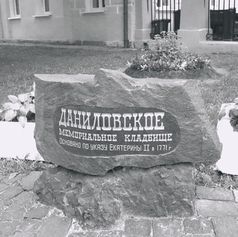 ДАНИЛОВСКОЕ
МЕМОРИАЛЬНОЕ КЛАДБИЩЕ
ОСНОВАНО ПО УКАЗУ ЕКАТЕРИНЫ II В 1771 г.